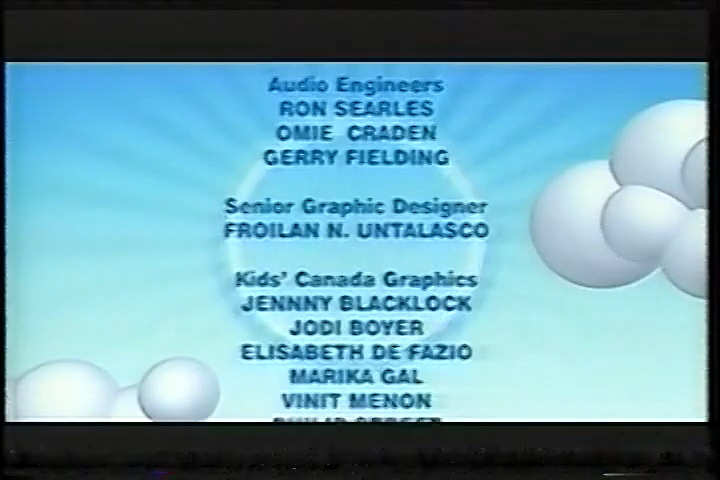 Audio Engineers
RON SEARLES
OMIE CRADEN
GERRY FIELDING
Senior Graphic Designer
FROILAN N. UNTALASCO
Kids' Canada Graphics
JENNNY BLACKLOCK
JODI BOYER
ELISABETH DE FAZIO
MARIKA GAL
VINIT MENON